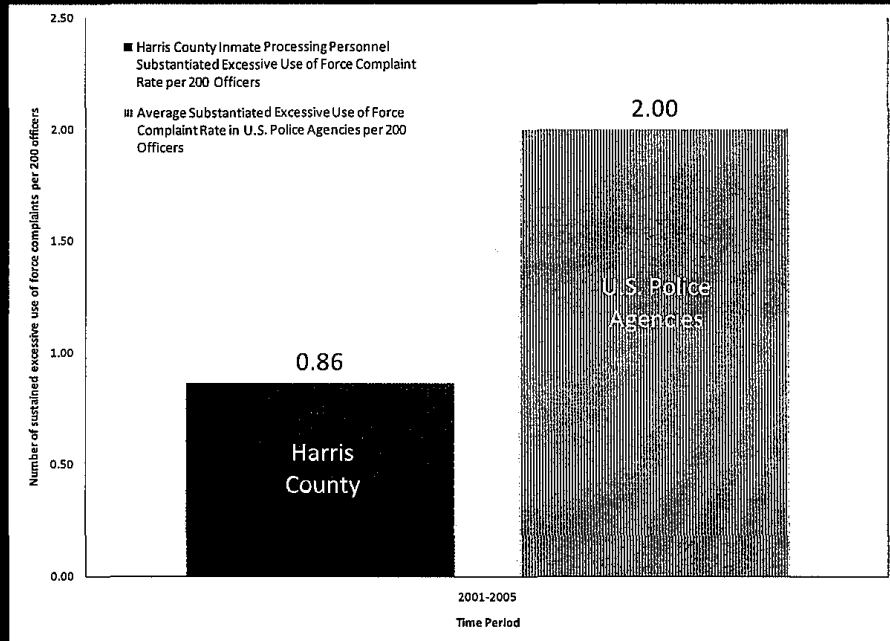 2.50
■ Harris County Inmate Processing Personnel
Substantiated Excessive Use of Force Complaint
Rate per 200 Officers
Average Substantiated Excessive Use of Force
Complaint Rate in U.S. Police Agencies per 200
Officers
2.00
2.00
1.50
1.00
0.50
0.00
Number of sustained excessive use of force complaints per 200 officers
0.86
Harris
County
U.S. Police
Agencies
2001-2005
Time Period